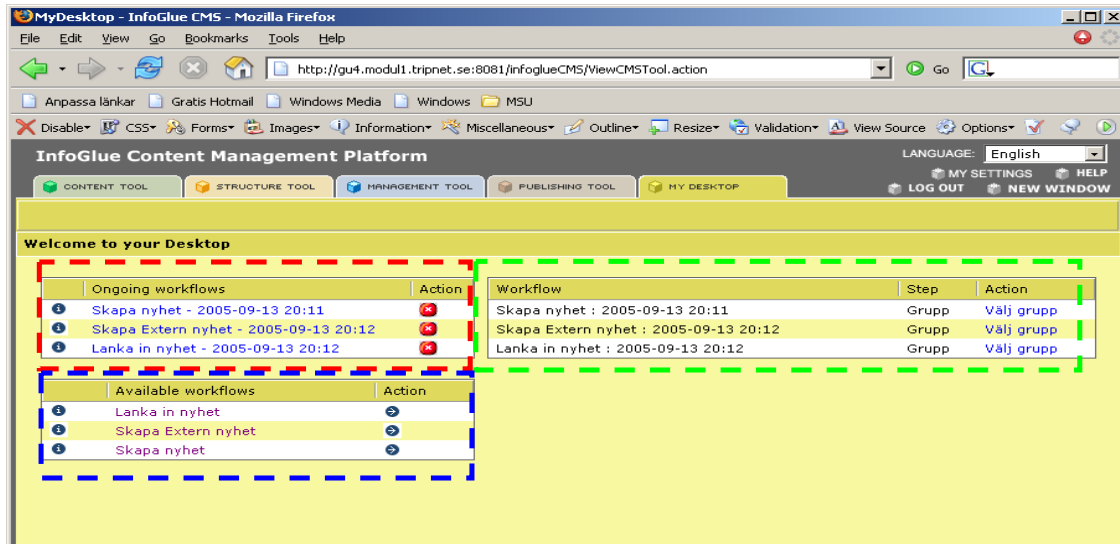 MyDesktop - InfoGlue CMS - Mozilla Firefox
File Edit View Go Bookmarks Tools Help
http://gu4.modul1.tripnet.se:8081/infoglueCMS/ViewCMSTool.action Go G
Anpassa länkar Gratis Hotmail Windows Media Windows MSU
Disable CSS Forms Images Information Miscellaneous Outline Resize Validation View Source Options
InfoGlue Content Management Platform
LANGUAGE: English
MY SETTINGS HELP
CONTENT TOOL STRUCTURE TOOL MANAGEMENT TOOL PUBLISHING TOOL MY DESKTOP
LOG OUT NEW WINDOW
Welcome to your Desktop
Ongoing workflows Action
Skapa nyhet - 2005-09-13 20:11
Skapa Extern nyhet - 2005-09-13 20:12
Lanka in nyhet - 2005-09-13 20:12
Workflow Step Action
Skapa nyhet : 2005-09-13 20:11 Grupp Välj grupp
Skapa Extern nyhet : 2005-09-13 20:12 Grupp Välj grupp
Lanka in nyhet : 2005-09-13 20:12 Grupp Välj grupp
Available workflows Action
Lanka in nyhet
Skapa Extern nyhet
Skapa nyhet